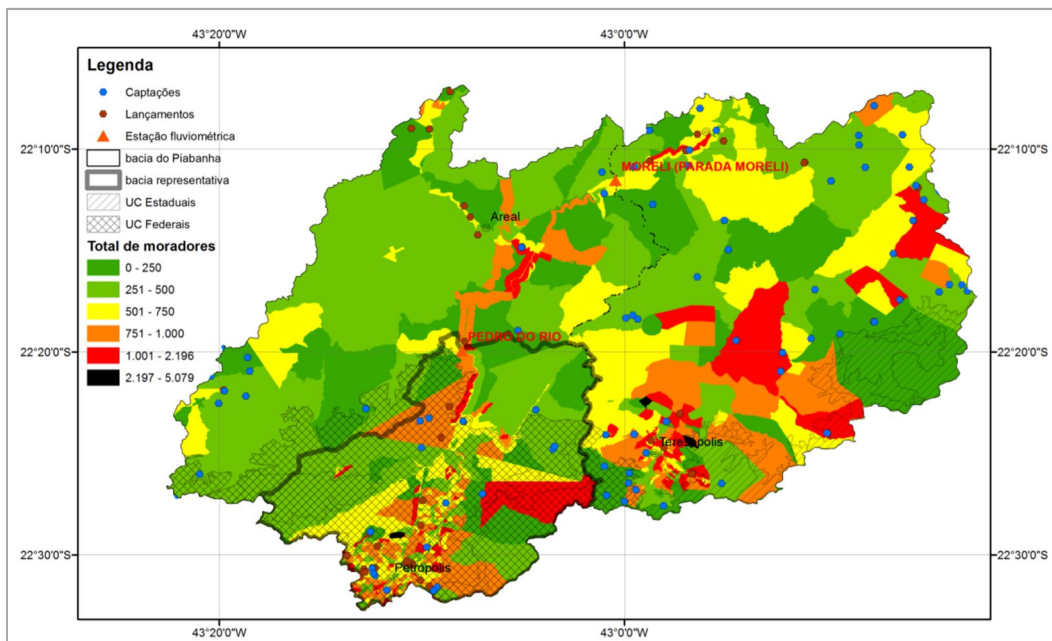 43°20'0"W
43°0'0"W
Legenda
Captações
Lançamentos
Estação fluviométrica
bacia do Piabanha
bacia representativa
UC Estaduais
UC Federais
Total de moradores
0 - 250
251 - 500
501 - 750
751 - 1.000
1.001 - 2.196
2.197 - 5.079
22°10'0"S
22°10'0"S
MORELI (PARADA MORELI)
Areal
PEDRO DO RIO
22°20'0"S
22°20'0"S
Teresópolis
22°30'0"S
22°30'0"S
Petrópolis
43°20'0"W
43°0'0"W